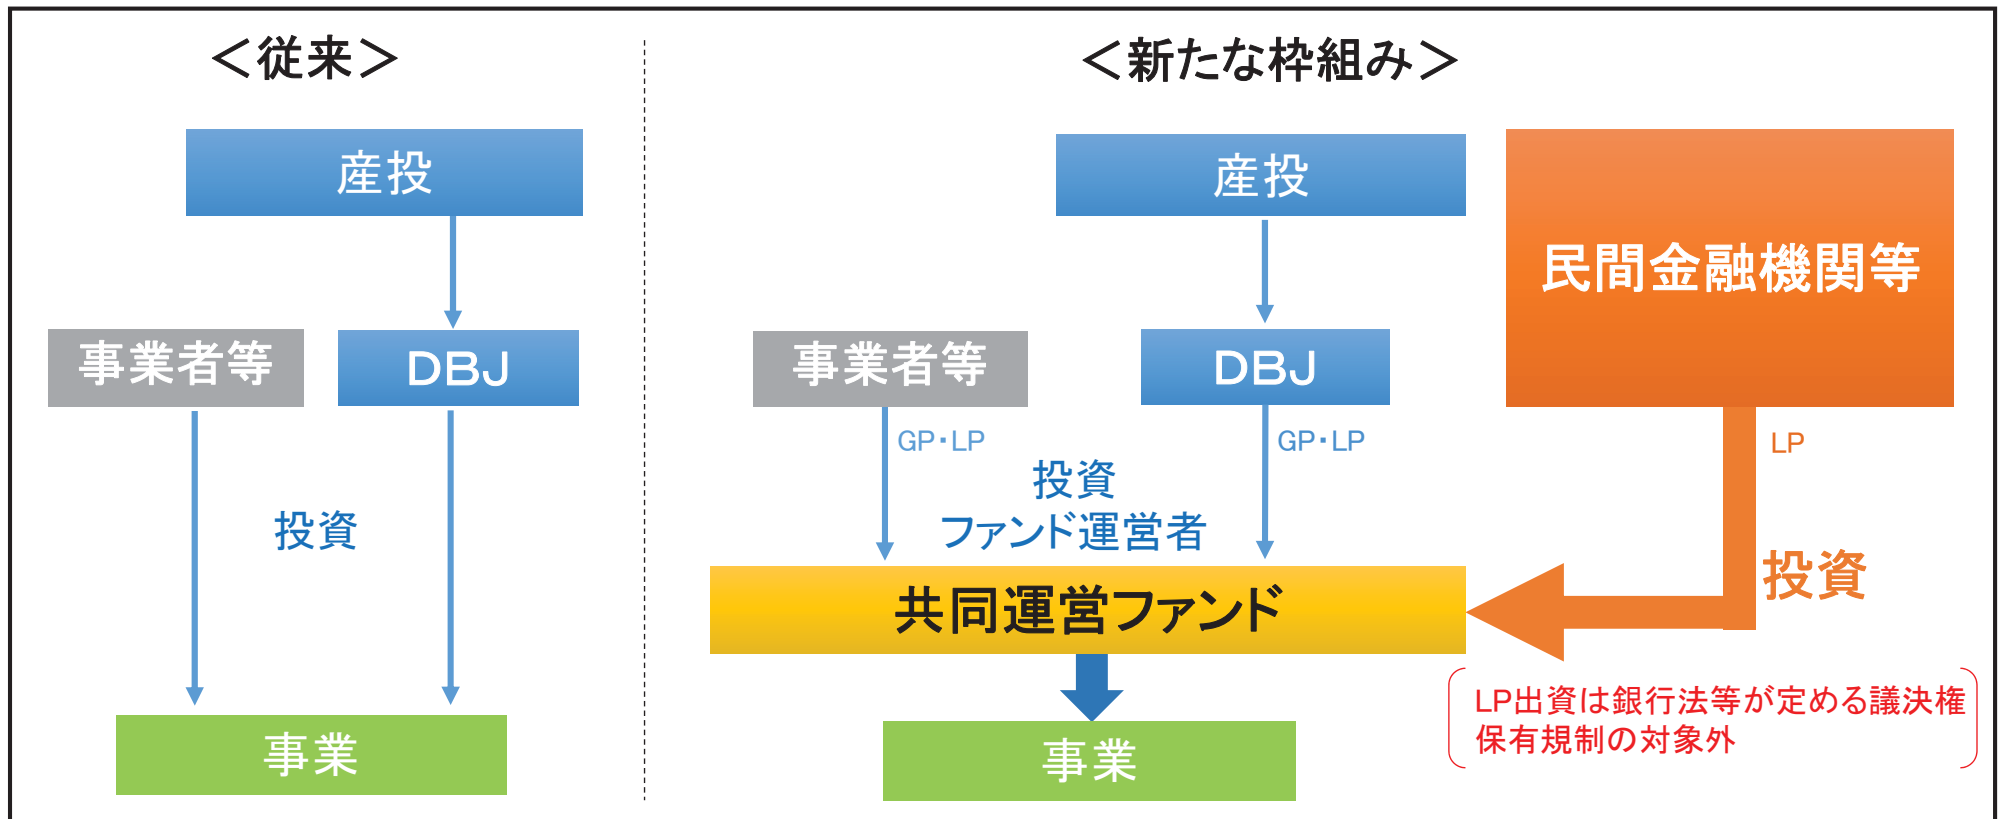 ＜従来＞
産投
事業者等
DBJ
投資
事業
＜新たな枠組み＞
産投
民間金融機関等
事業者等
DBJ
GP・LP
GP・LP
LP
投資
ファンド運営者
投資
共同運営ファンド
LP出資は銀行法等が定める議決権
保有規制の対象外
事業